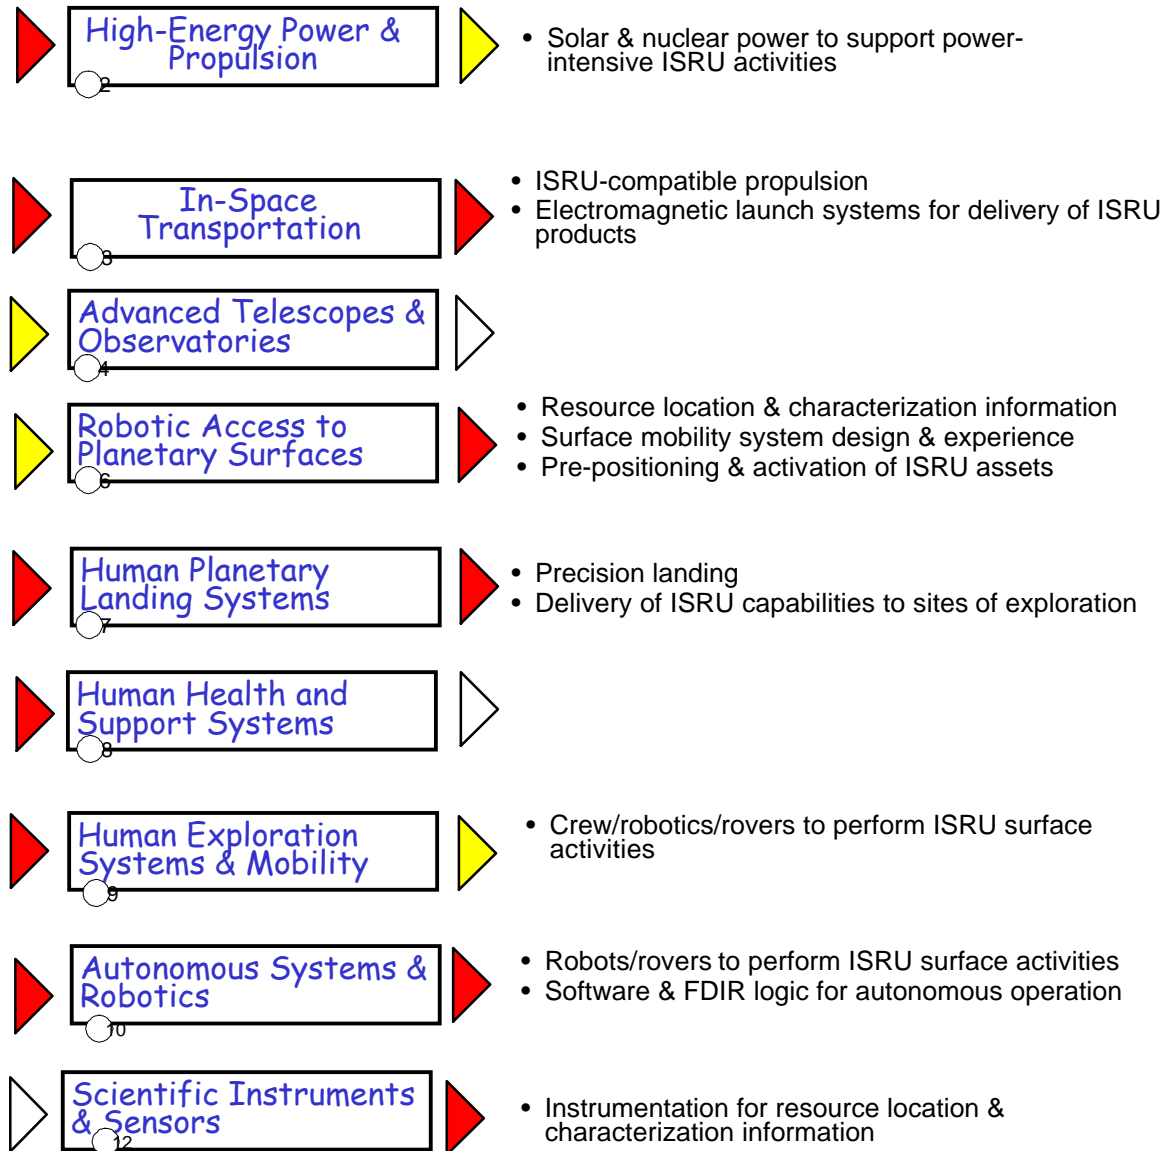 High-Energy Power &
Propulsion
2
• Solar & nuclear power to support power-
intensive ISRU activities
In-Space
Transportation
3
• ISRU-compatible propulsion
• Electromagnetic launch systems for delivery of ISRU
products
Advanced Telescopes &
Observatories
4
Robotic Access to
Planetary Surfaces
6
• Resource location & characterization information
• Surface mobility system design & experience
• Pre-positioning & activation of ISRU assets
Human Planetary
Landing Systems
7
• Precision landing
• Delivery of ISRU capabilities to sites of exploration
Human Health and
Support Systems
8
Human Exploration
Systems & Mobility
9
• Crew/robotics/rovers to perform ISRU surface
activities
Autonomous Systems &
Robotics
10
• Robots/rovers to perform ISRU surface activities
• Software & FDIR logic for autonomous operation
Scientific Instruments
& Sensors
12
• Instrumentation for resource location &
characterization information